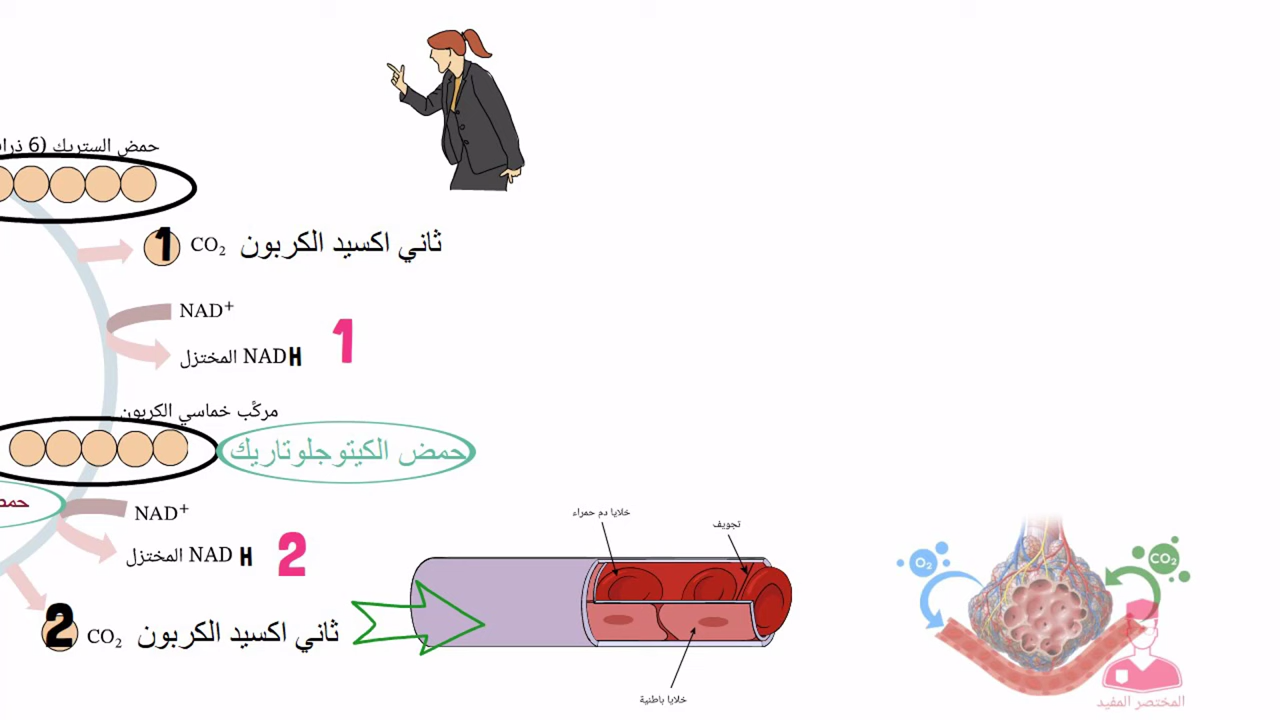 حمض الستريك (6
1 CO₂ ثاني اكسيد الكربون
NAD⁺
NADH المختزل
1
مركَّب خماسي الكربون
حمض الكيتوجلوتاريك
NAD⁺
NAD H المختزل
2
2 CO₂ ثاني اكسيد الكربون
خلايا دم حمراء
تجويف
خلايا باطنية
O₂
CO₂
المختصر المفيد